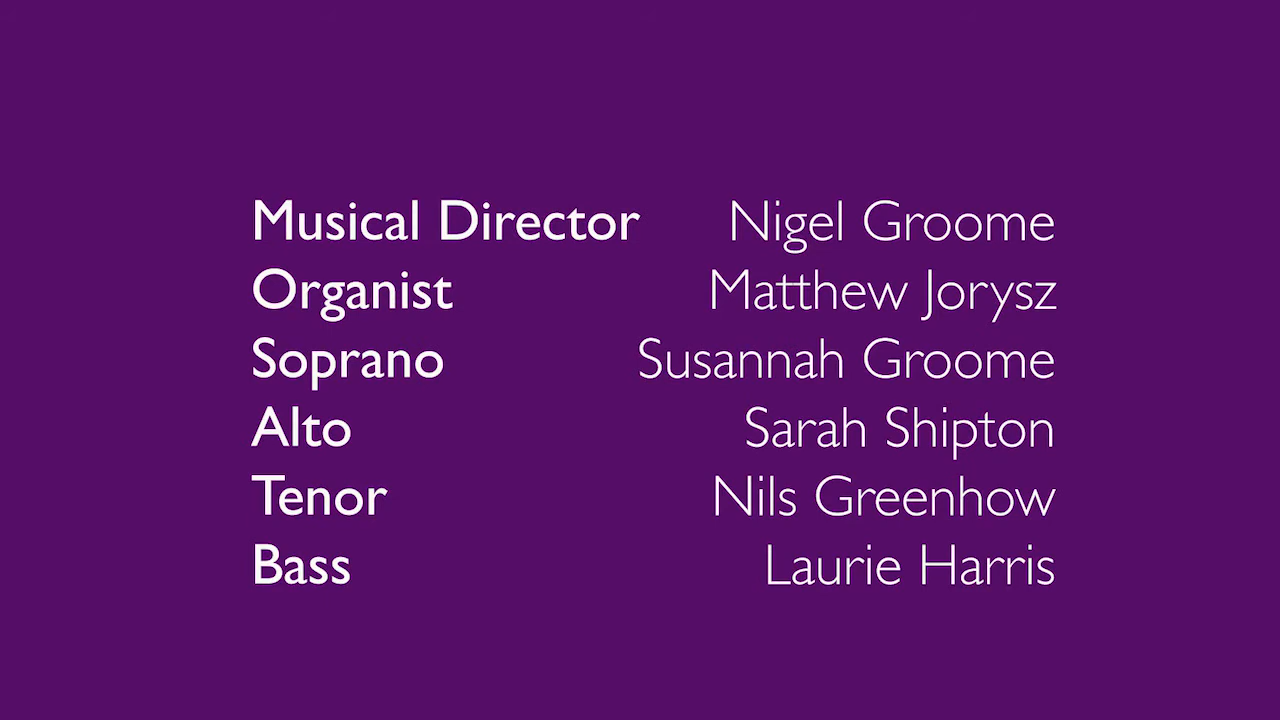 Musical Director Nigel Groome
Organist Matthew Jorysz
Soprano Susannah Groome
Alto Sarah Shipton
Tenor Nils Greenhow
Bass Laurie Harris